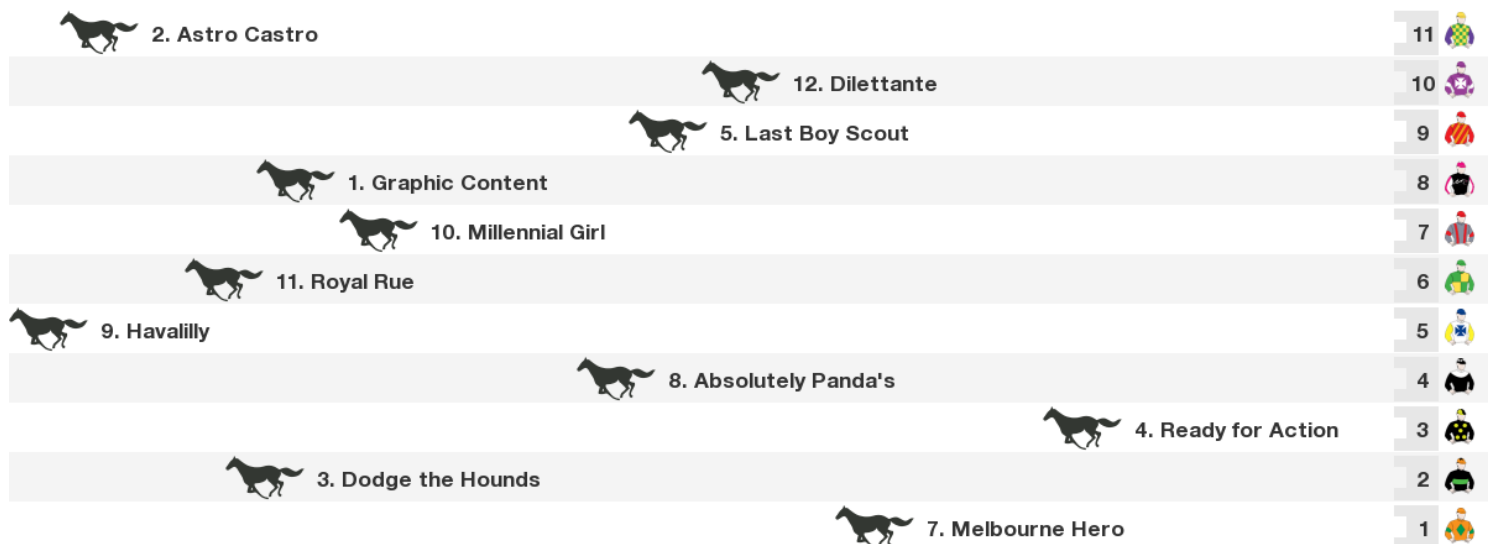 2. Astro Castro 11
12. Dilettante 10
5. Last Boy Scout 9
1. Graphic Content 8
10. Millennial Girl 7
11. Royal Rue 6
9. Havalilly 5
8. Absolutely Panda's 4
4. Ready for Action 3
3. Dodge the Hounds 2
7. Melbourne Hero 1